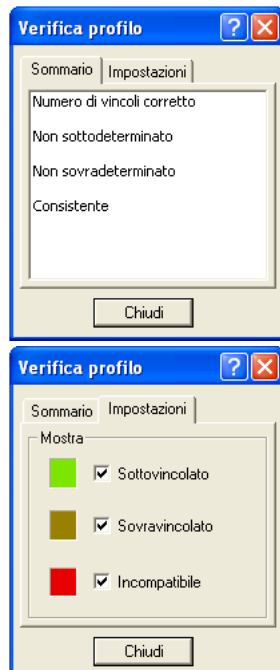 Verifica profilo
Sommario Impostazioni
Numero di vincoli corretto
Non sottodeterminato
Non sovradeterminato
Consistente
Chiudi
Verifica profilo
Sommario Impostazioni
Mostra
Sottovincolato
Sovravincolato
Incompatibile
Chiudi